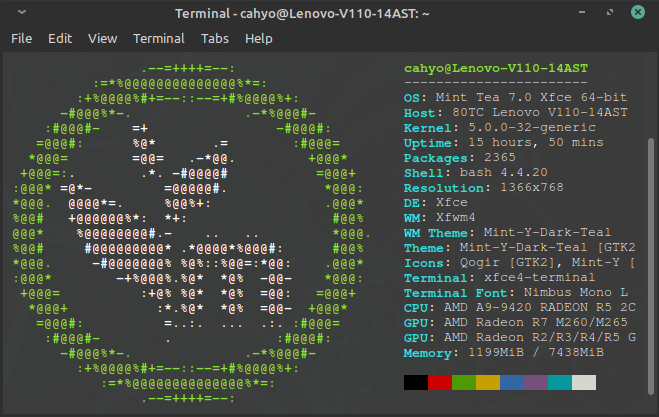 Terminal - cahyo@Lenovo-V110-14AST: ~
File Edit View Terminal Tabs Help
cahyo@Lenovo-V110-14AST
-----------------------
OS: Mint Tea 7.0 Xfce 64-bit
Host: 80TC Lenovo V110-14AST
Kernel: 5.0.0-32-generic
Uptime: 15 hours, 50 mins
Packages: 2365
Shell: bash 4.4.20
Resolution: 1366x768
DE: Xfce
WM: Xfwm4
WM Theme: Mint-Y-Dark-Teal
Theme: Mint-Y-Dark-Teal [GTK2
Icons: Qogir [GTK2], Mint-Y [
Terminal: xfce4-terminal
Terminal Font: Nimbus Mono L
CPU: AMD A9-9420 RADEON R5 2C
GPU: AMD Radeon R7 M260/M265
GPU: AMD Radeon R2/R3/R4/R5 G
Memory: 1199MiB / 7438MiB